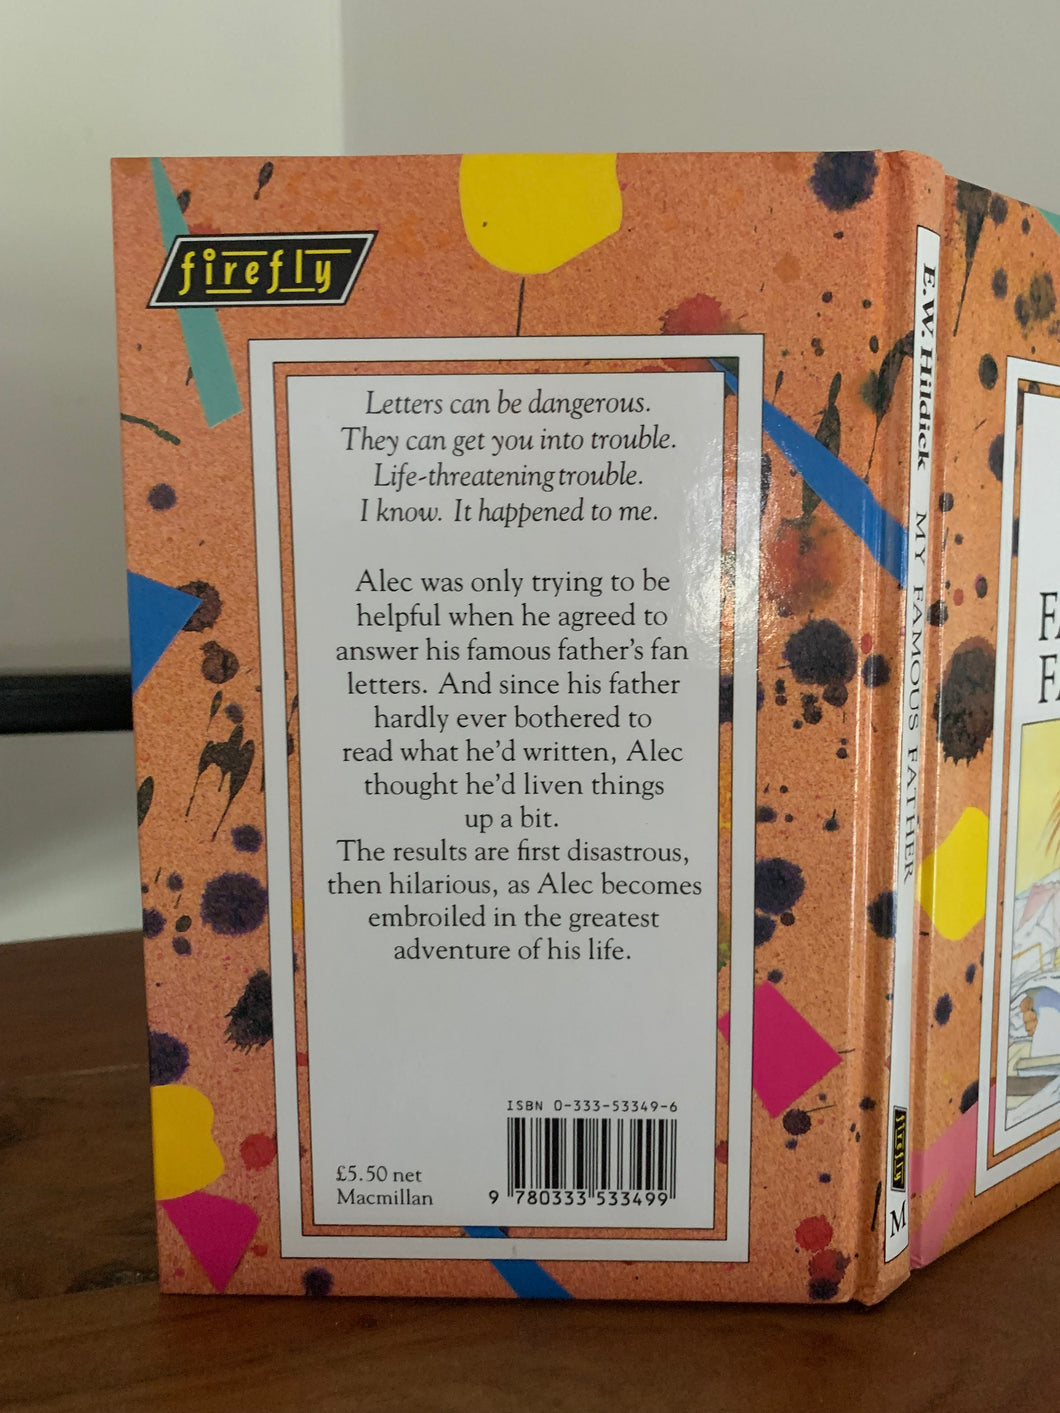 firefly
Letters can be dangerous.
They can get you into trouble.
Life-threatening trouble.
I know. It happened to me.
Alec was only trying to be
helpful when he agreed to
answer his famous father's fan
letters. And since his father
hardly ever bothered to
read what he'd written, Alec
thought he'd liven things
up a bit.
The results are first disastrous,
then hilarious, as Alec becomes
embroiled in the greatest
adventure of his life.
ISBN 0-333-53349-6
£5.50 net
Macmillan
9 780333 533499
E.W. Hildick MY FAMOUS FATHER
firefly
M